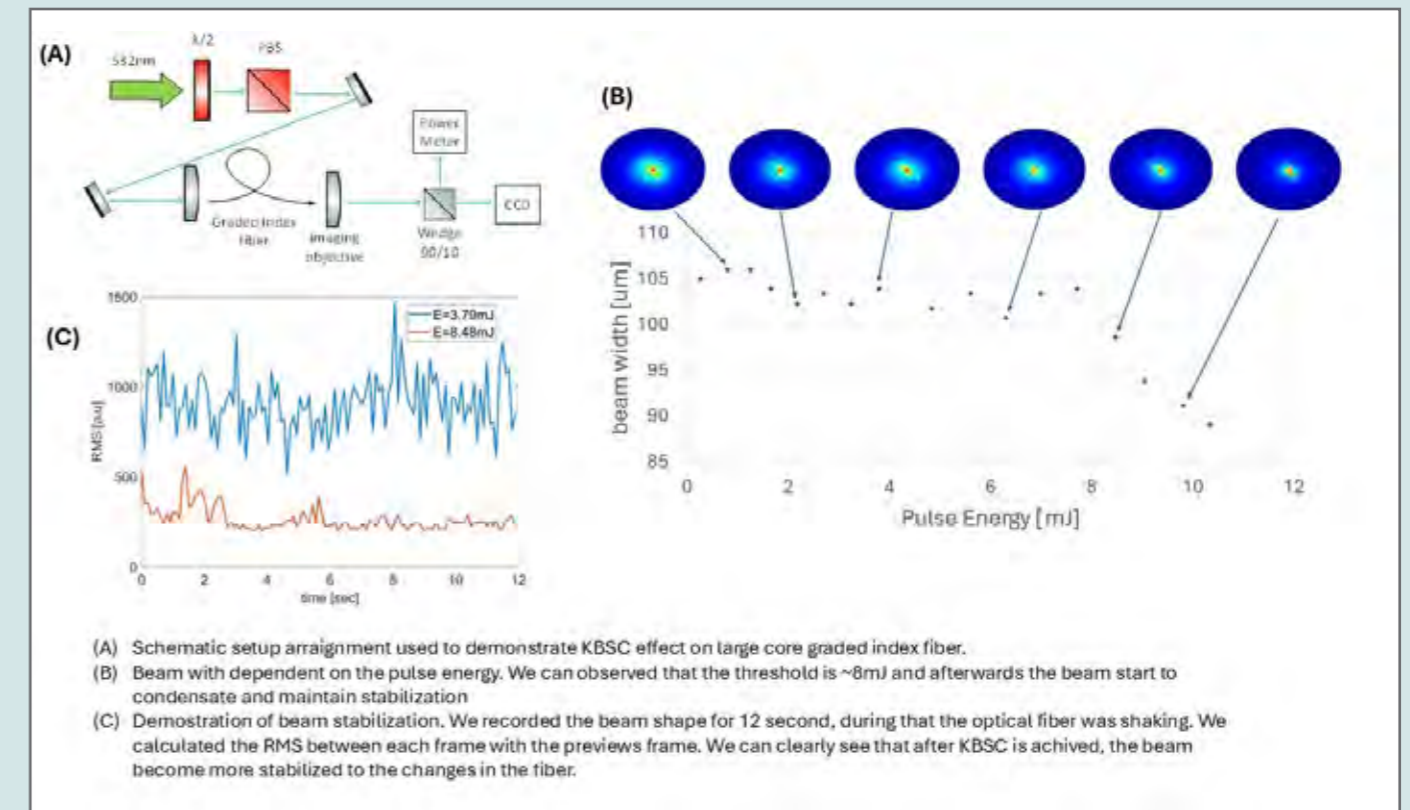 (A)
532nm
λ/2
PBS
Power
Meter
CCD
Graded Index
fiber
imaging
objective
Wedge
90/10
(B)
110
105
100
95
90
85
beam width [um]
0 2 4 6 8 10 12
Pulse Energy [mJ]
(C)
1500
1000
500
0
RMS [a.u]
E=3.79mJ
E=8.48mJ
0 2 4 6 8 10 12
time [sec]
(A) Schematic setup arraignment used to demonstrate KBSC effect on large core graded index fiber.
(B) Beam with dependent on the pulse energy. We can observed that the threshold is ~8mJ and afterwards the beam start to
condensate and maintain stabilization
(C) Demostration of beam stabilization. We recorded the beam shape for 12 second, during that the optical fiber was shaking. We
calculated the RMS between each frame with the previews frame. We can clearly see that after KBSC is achived, the beam
become more stabilized to the changes in the fiber.